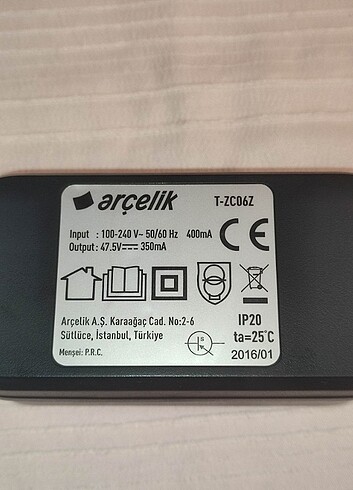 arçelik T-ZC06Z
Input : 100-240 V~ 50/60 Hz 400mA
Output : 47.5V⎓ 350mA
CE
Arçelik A.Ş. Karaağaç Cad. No:2-6
Sütlüce, İstanbul, Türkiye
Menşei: P.R.C.
S
IP20
ta=25°C
2016/01